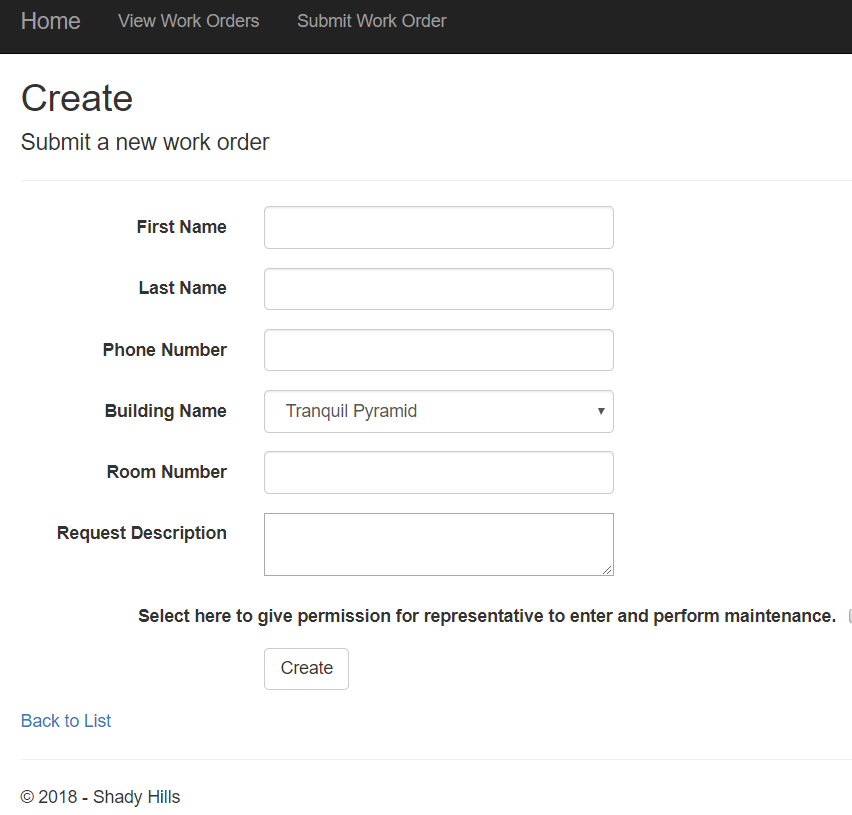 Home View Work Orders Submit Work Order
Create
Submit a new work order
First Name
Last Name
Phone Number
Building Name Tranquil Pyramid
Room Number
Request Description
Select here to give permission for representative to enter and perform maintenance.
Create
Back to List
© 2018 - Shady Hills